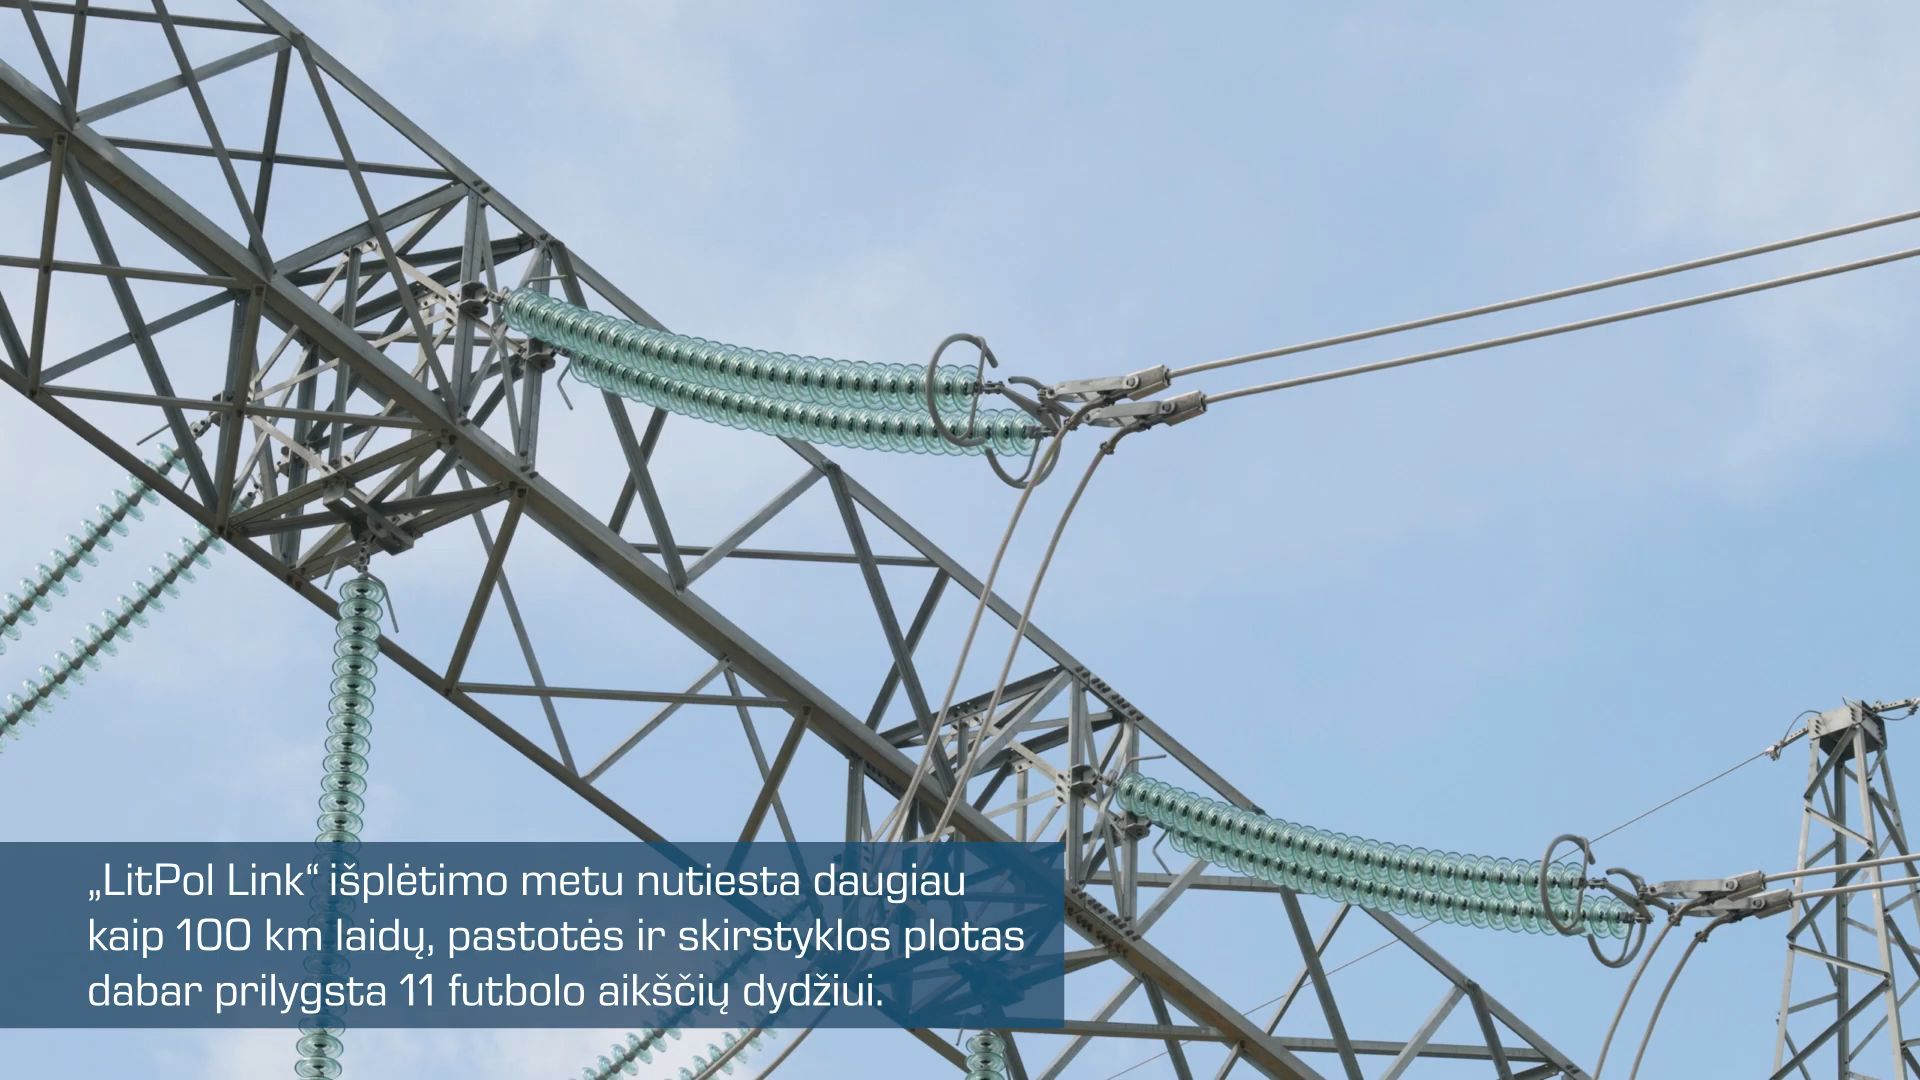 „LitPol Link“ išplėtimo metu nutiesta daugiau
kaip 100 km laidų, pastotės ir skirstyklos plotas
dabar prilygsta 11 futbolo aikščių dydžiui.